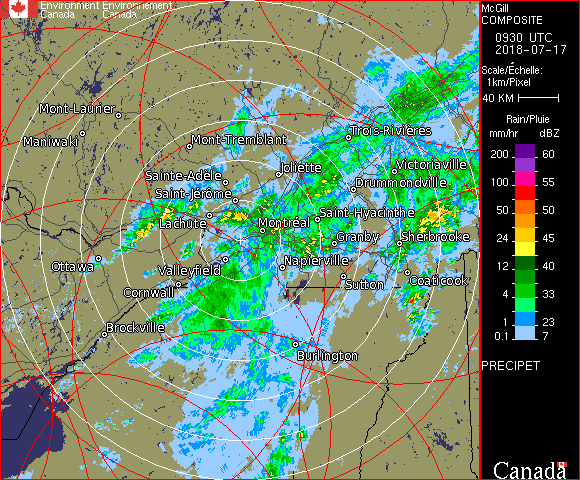 Environment Environnement
Canada Canada
McGill
COMPOSITE
0930 UTC
2018-07-17
Scale/Échelle:
1km/Pixel
40 KM
Rain/Pluie
mm/hr dBZ
200 60
100 55
50 50
24 45
12 40
4 33
2 23
0.1 7
PRECIPET
Canada
Mont-Laurier
Maniwaki
Mont-Tremblant
Trois-Rivières
Sainte-Adèle
Joliette
Victoriaville
Saint-Jérôme
Drummondville
Lachute
Montréal
Saint-Hyacinthe
Granby
Sherbrooke
Ottawa
Valleyfield
Napierville
Cornwall
Sutton
Coaticook
Brockville
Burlington